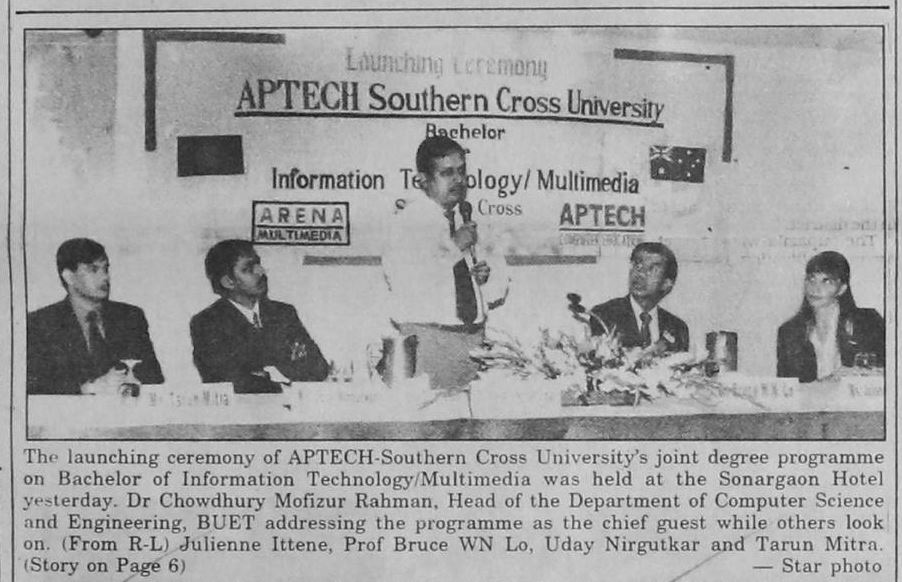 Launching ceremony
APTECH Southern Cross University
Bachelor
Information Te ology/ Multimedia
Cross
ARENA
MULTIMEDIA
APTECH
Tarun Mitra
The launching ceremony of APTECH-Southern Cross University's joint degree programme
on Bachelor of Information Technology/Multimedia was held at the Sonargaon Hotel
yesterday. Dr Chowdhury Mofizur Rahman, Head of the Department of Computer Science
and Engineering, BUET addressing the programme as the chief guest while others look
on. (From R-L) Julienne Ittene, Prof Bruce WN Lo, Uday Nirgutkar and Tarun Mitra.
(Story on Page 6) — Star photo